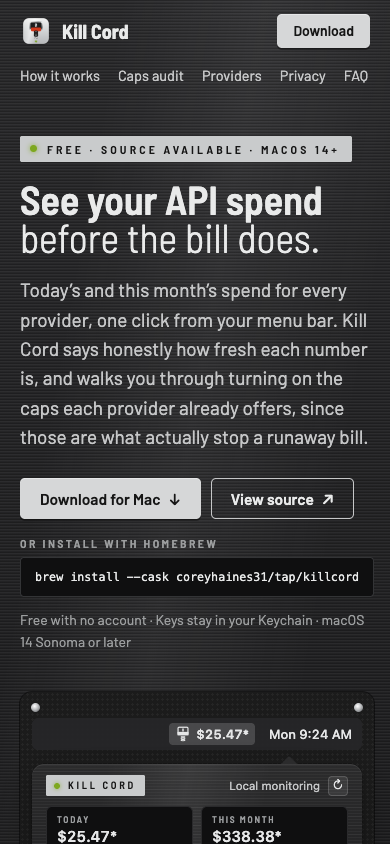 Kill Cord
Download
How it works
Caps audit
Providers
Privacy
FAQ
FREE · SOURCE AVAILABLE · MACOS 14+
See your API spend
before the bill does.
Today’s and this month’s spend for every
provider, one click from your menu bar. Kill
Cord says honestly how fresh each number
is, and walks you through turning on the
caps each provider already offers, since
those are what actually stop a runaway bill.
Download for Mac ↓
View source ↗
OR INSTALL WITH HOMEBREW
brew install --cask coreyhaines31/tap/killcord
Free with no account · Keys stay in your Keychain · macOS
14 Sonoma or later
$25.47*
Mon 9:24 AM
KILL CORD
Local monitoring
TODAY
THIS MONTH
$25.47*
$338.38*